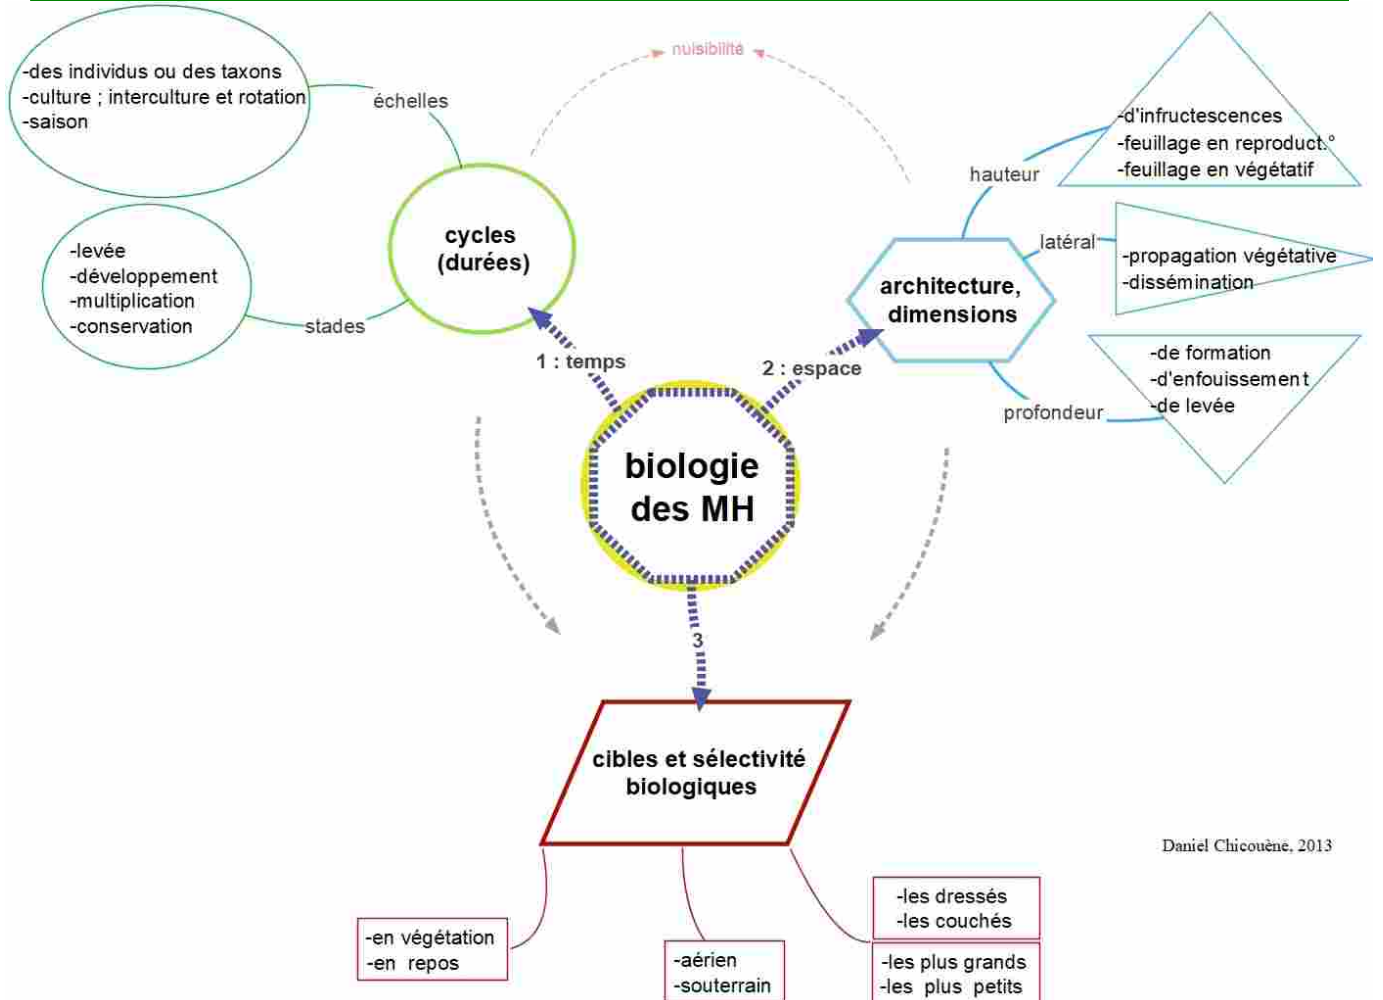 nuisibilité
-des individus ou des taxons
-culture ; interculture et rotation
-saison
échelles
-levée
-développement
-multiplication
-conservation
stades
cycles
(durées)
1 : temps
-d'infructescences
-feuillage en reproduct.°
-feuillage en végétatif
hauteur
latéral
-propagation végétative
-dissémination
architecture,
dimensions
2 : espace
-de formation
-d'enfouissement
-de levée
profondeur
biologie
des MH
3
cibles et sélectivité
biologiques
Daniel Chicouène, 2013
-en végétation
-en repos
-aérien
-souterrain
-les dressés
-les couchés
-les plus grands
-les plus petits